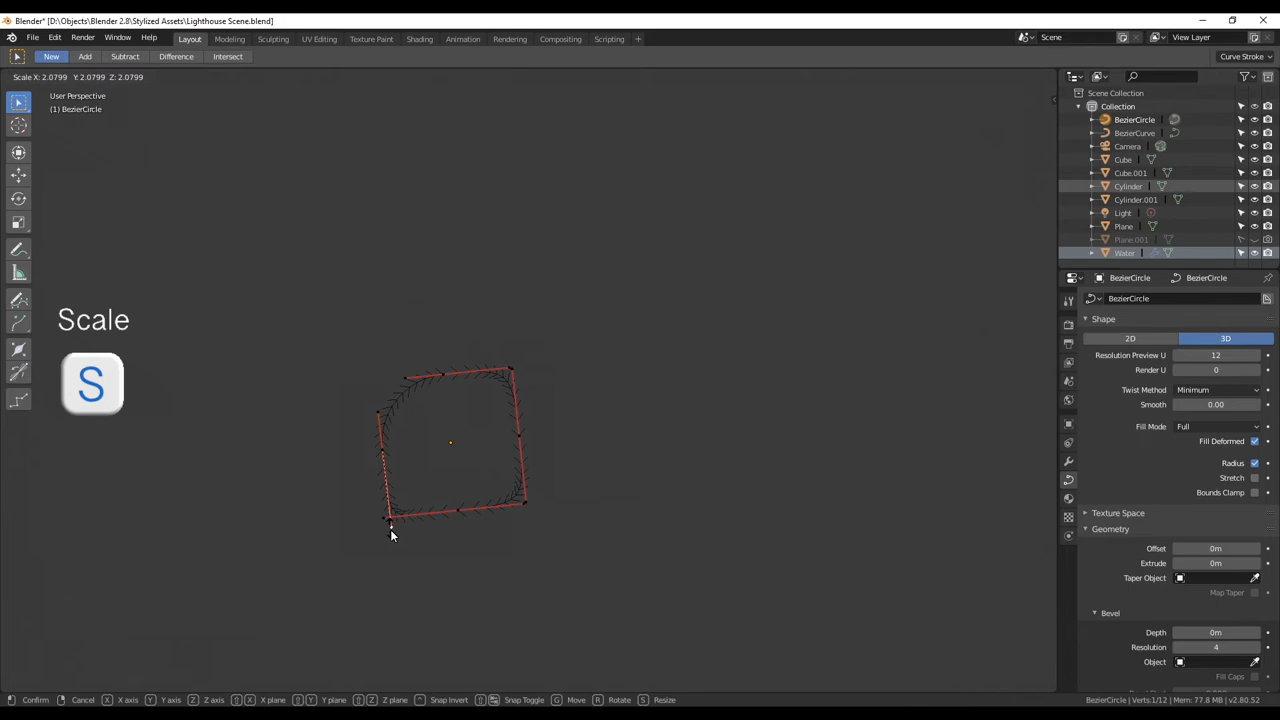 Blender* [D:\Objects\Blender 2.8\Stylized Assets\Lighthouse Scene.blend]
File Edit Render Window Help Layout Modeling Sculpting UV Editing Texture Paint Shading Animation Rendering Compositing Scripting + Scene View Layer
New Add Subtract Difference Intersect Curve Stroke
Scale X: 2.0799 Y: 2.0799 Z: 2.0799
User Perspective
(1) BezierCircle
Scale
S
Scene Collection
Collection
BezierCircle
BezierCurve
Camera
Cube
Cube.001
Cylinder
Cylinder.001
Light
Plane
Plane.001
Water
BezierCircle BezierCircle
BezierCircle
Shape
2D 3D
Resolution Preview U 12
Render U 0
Twist Method Minimum
Smooth 0.00
Fill Mode Full
Fill Deformed
Radius
Stretch
Bounds Clamp
Texture Space
Geometry
Offset 0m
Extrude 0m
Taper Object
Map Taper
Bevel
Depth 0m
Resolution 4
Object
Fill Caps
Confirm Cancel X X axis Y Y axis Z Z axis X X plane Y Y plane Z Z plane Snap Invert Snap Toggle G Move R Rotate S Resize BezierCircle | Verts:1/12 | Mem: 77.8 MB | v2.80.52